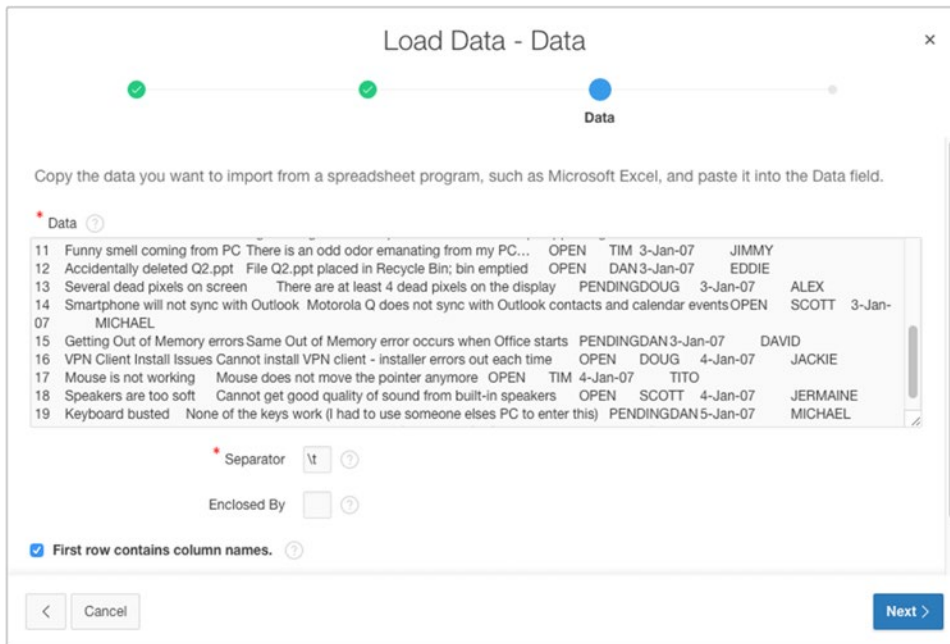 Load Data - Data
Data
Copy the data you want to import from a spreadsheet program, such as Microsoft Excel, and paste it into the Data field.
* Data ?
11 Funny smell coming from PC There is an odd odor emanating from my PC... OPEN TIM 3-Jan-07 JIMMY
12 Accidentally deleted Q2.ppt File Q2.ppt placed in Recycle Bin; bin emptied OPEN DAN3-Jan-07 EDDIE
13 Several dead pixels on screen There are at least 4 dead pixels on the display PENDINGDOUG 3-Jan-07 ALEX
14 Smartphone will not sync with Outlook Motorola Q does not sync with Outlook contacts and calendar eventsOPEN SCOTT 3-Jan-
07 MICHAEL
15 Getting Out of Memory errors Same Out of Memory error occurs when Office starts PENDINGDAN 3-Jan-07 DAVID
16 VPN Client Install Issues Cannot install VPN client - installer errors out each time OPEN DOUG 4-Jan-07 JACKIE
17 Mouse is not working Mouse does not move the pointer anymore OPEN TIM 4-Jan-07 TITO
18 Speakers are too soft Cannot get good quality of sound from built-in speakers OPEN SCOTT 4-Jan-07 JERMAINE
19 Keyboard busted None of the keys work (I had to use someone elses PC to enter this) PENDINGDAN5-Jan-07 MICHAEL
* Separator \t ?
Enclosed By ?
First row contains column names. ?
< Cancel Next >